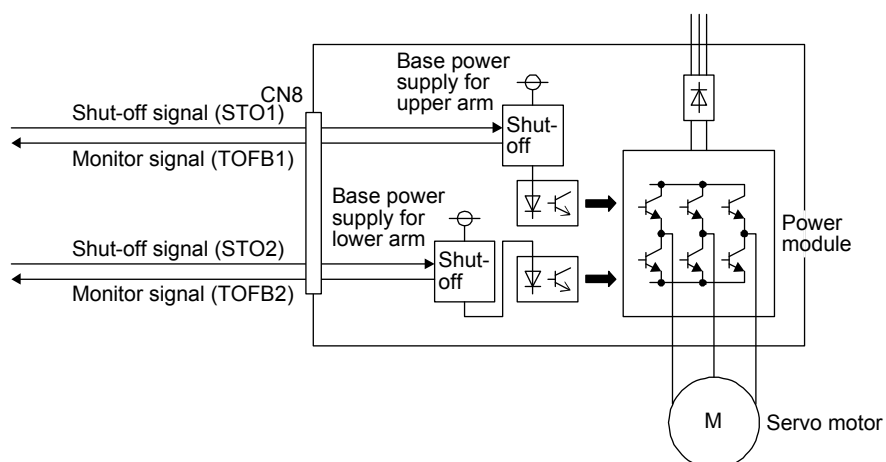 Base power
supply for
upper arm
CN8
Shut-off signal (STO1)
Shut-
off
Monitor signal (TOFB1)
Base power
supply for
lower arm
Power
module
Shut-off signal (STO2)
Shut-
off
Monitor signal (TOFB2)
M
Servo motor